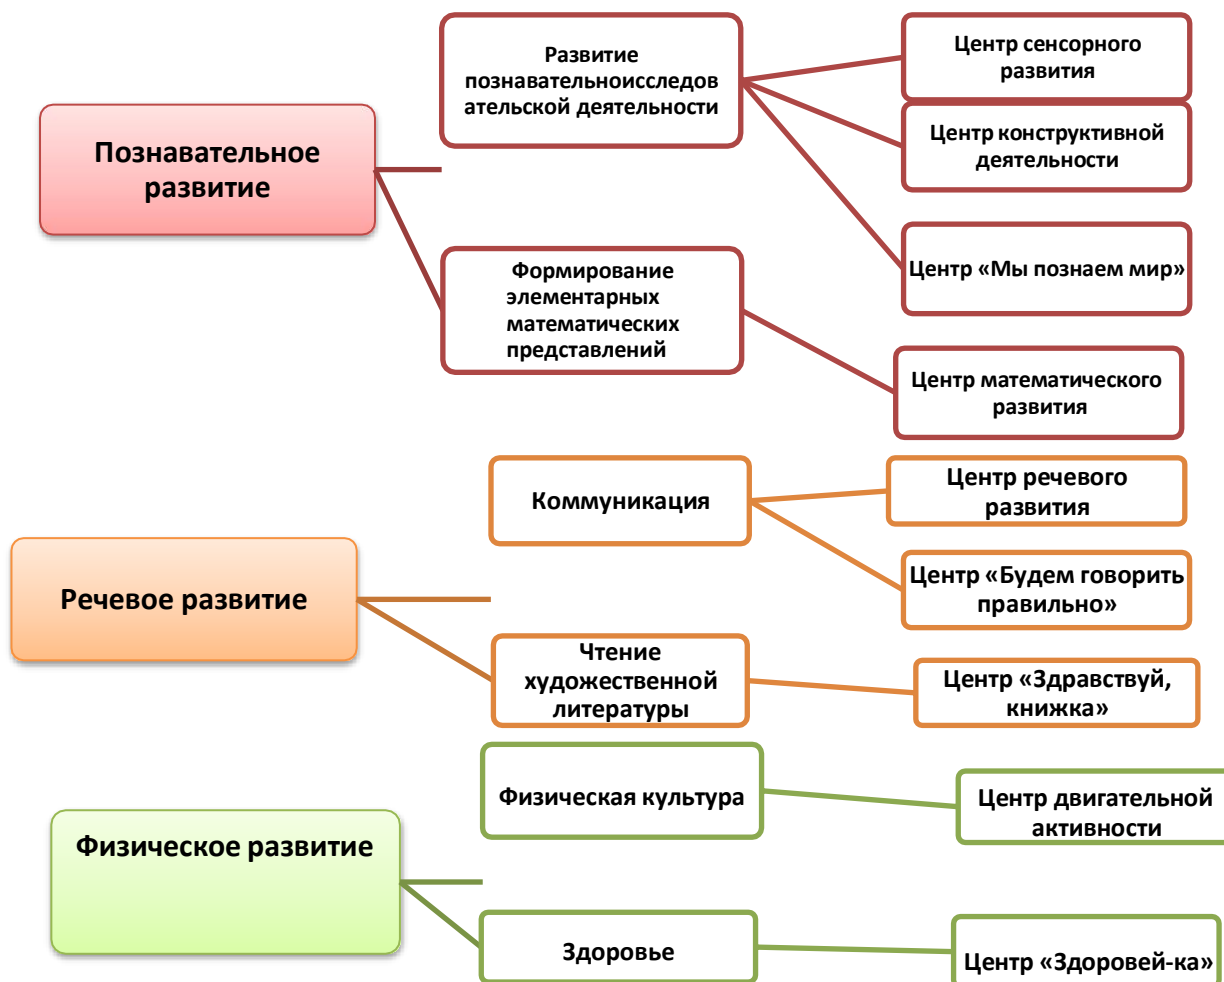 Познавательное
развитие
Развитие
познавательноисследов
ательской деятельности
Центр сенсорного
развития
Центр конструктивной
деятельности
Центр «Мы познаем мир»
Формирование
элементарных
математических
представлений
Центр математического
развития
Речевое развитие
Коммуникация
Центр речевого
развития
Центр «Будем говорить
правильно»
Чтение
художественной
литературы
Центр «Здравствуй,
книжка»
Физическое развитие
Физическая культура
Центр двигательной
активности
Здоровье
Центр «Здоровей-ка»